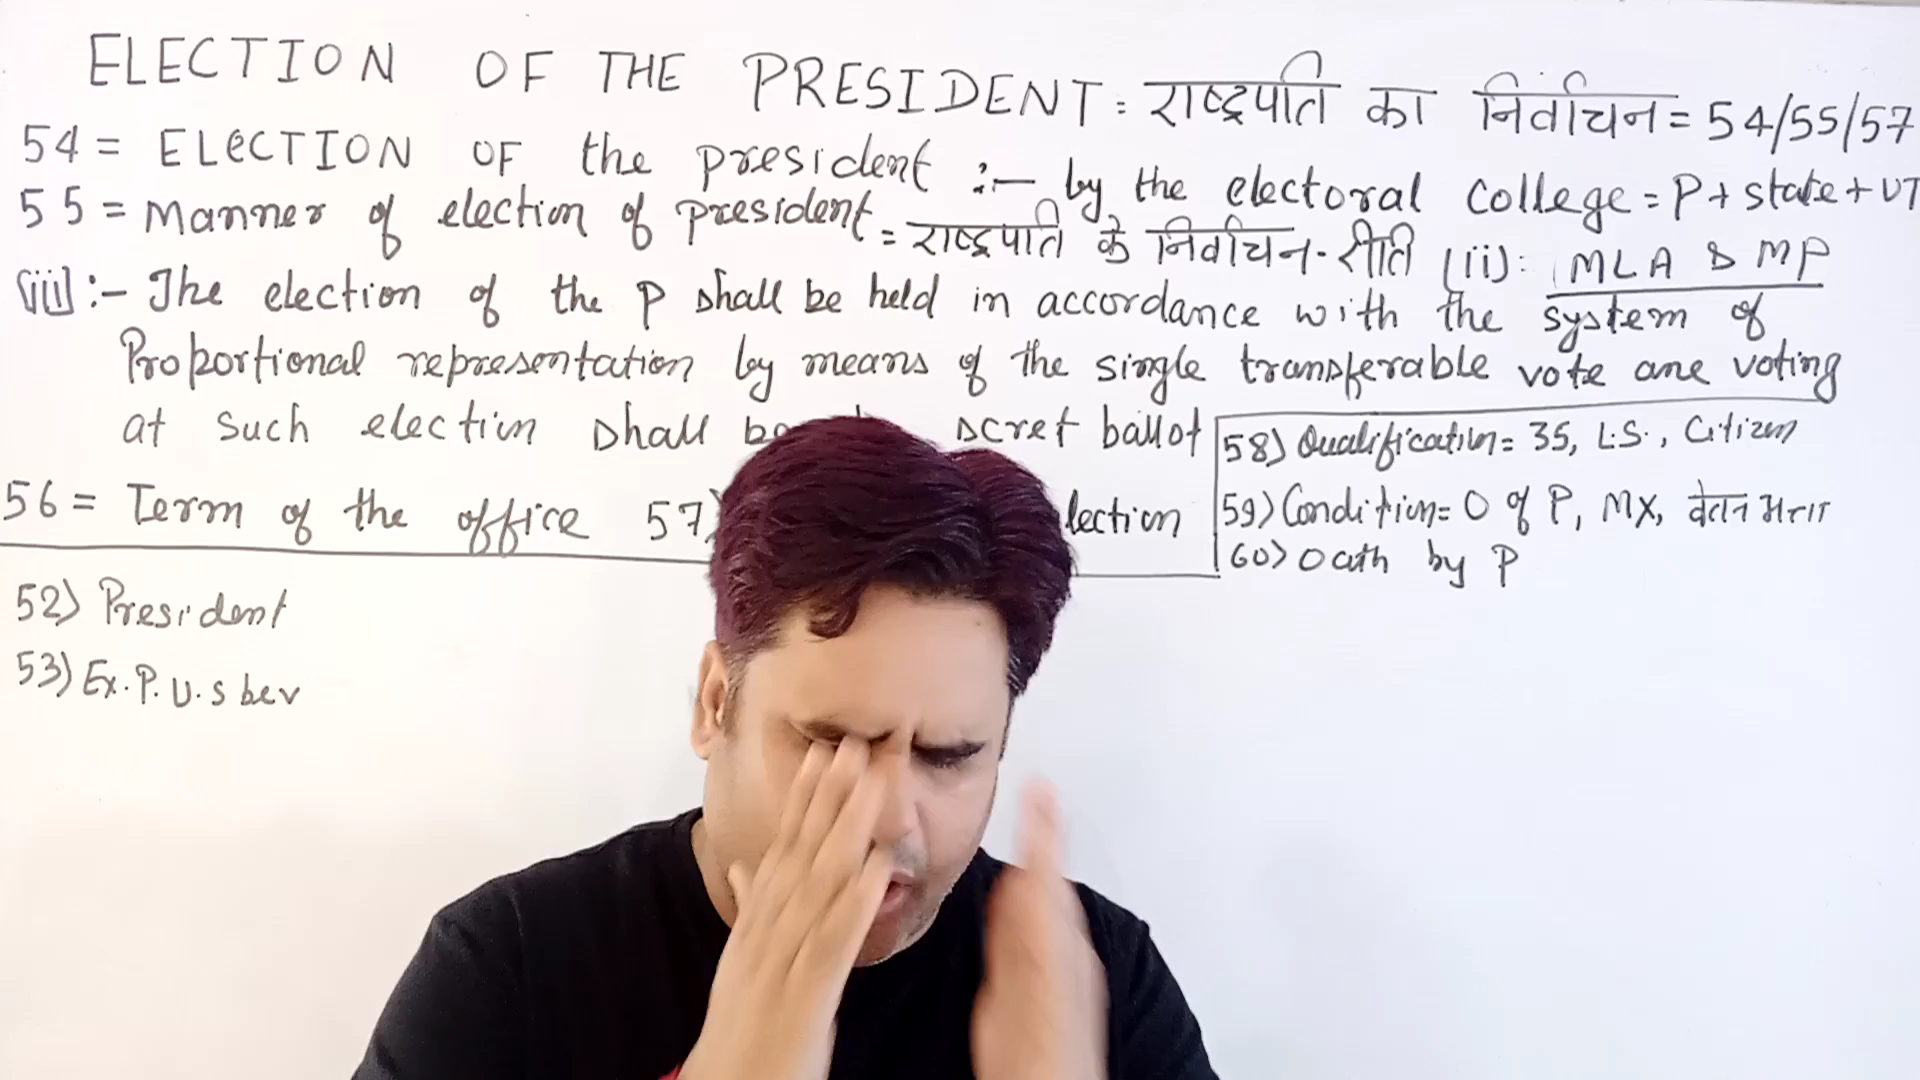 ELECTION OF THE PRESIDENT: राष्ट्रपति का निर्वाचन = 54/55/57
54 = ELeCTION OF the president :- by the electoral college = P + state + UT
55 = Manner of election of president = राष्ट्रपति के निर्वाचन-रीति (ii): MLA & MP
(iii) :- The election of the P shall be held in accordance with the system of
Proportional representation by means of the single transferable vote ane voting
at such election shall be scret ballot
56 = Term of the office 57) lection
58) Qualification = 35, L.S., Citizen
59) Condition = O of P, MX, वेतन भत्ता
60) oath by P
52) President
53) Ex. P. U. s bev